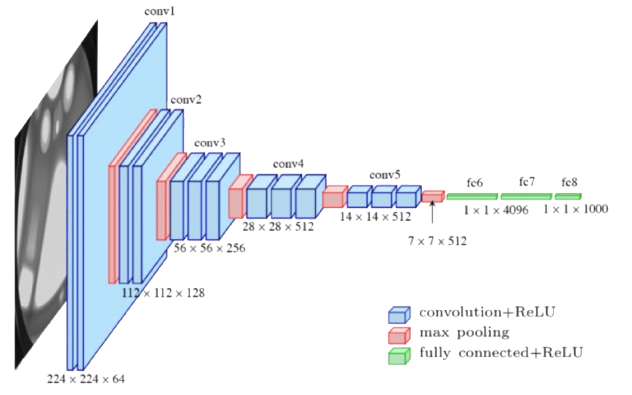 conv1
conv2
conv3
conv4
conv5
fc6
fc7
fc8
1 × 1 × 4096
1 × 1 × 1000
14 × 14 × 512
28 × 28 × 512
7 × 7 × 512
56 × 56 × 256
112 × 112 × 128
224 × 224 × 64
convolution+ReLU
max pooling
fully connected+ReLU